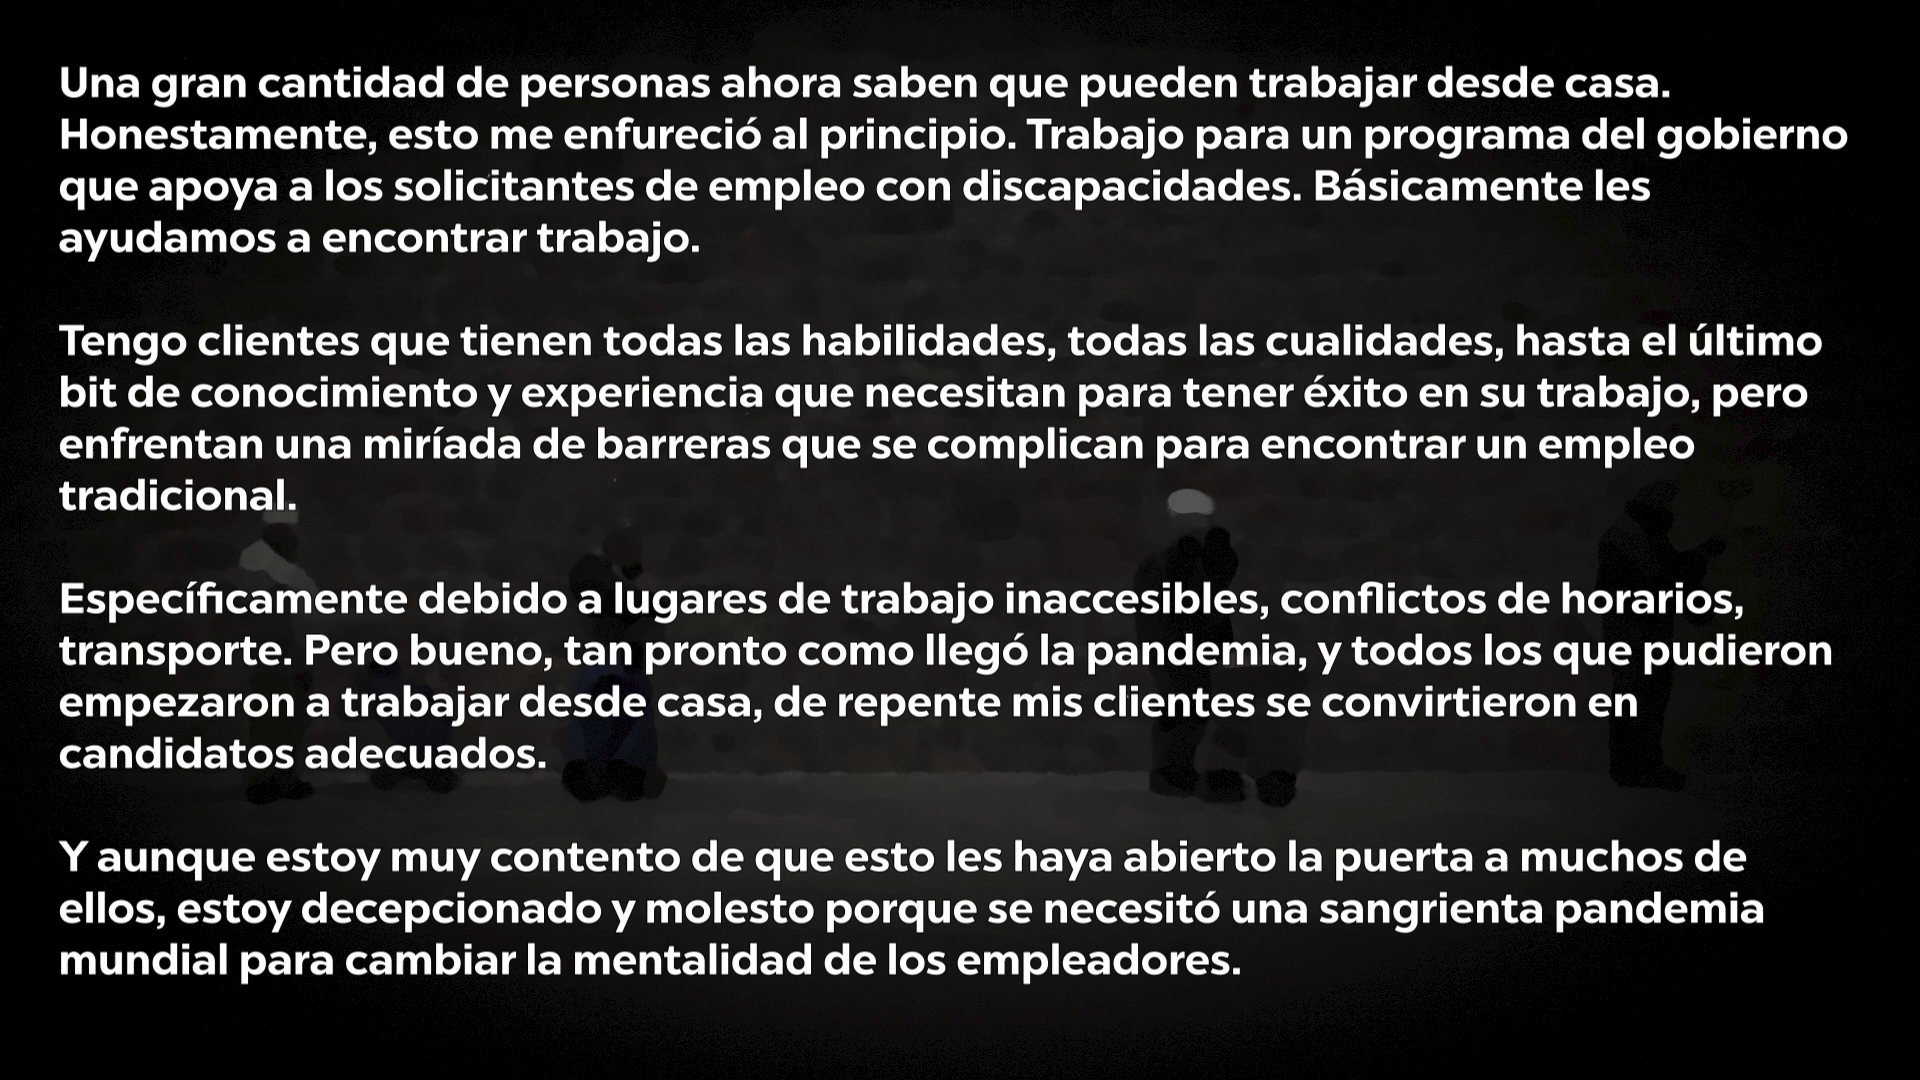 Una gran cantidad de personas ahora saben que pueden trabajar desde casa.
Honestamente, esto me enfureció al principio. Trabajo para un programa del gobierno
que apoya a los solicitantes de empleo con discapacidades. Básicamente les
ayudamos a encontrar trabajo.
Tengo clientes que tienen todas las habilidades, todas las cualidades, hasta el último
bit de conocimiento y experiencia que necesitan para tener éxito en su trabajo, pero
enfrentan una miríada de barreras que se complican para encontrar un empleo
tradicional.
Específicamente debido a lugares de trabajo inaccesibles, conflictos de horarios,
transporte. Pero bueno, tan pronto como llegó la pandemia, y todos los que pudieron
empezaron a trabajar desde casa, de repente mis clientes se convirtieron en
candidatos adecuados.
Y aunque estoy muy contento de que esto les haya abierto la puerta a muchos de
ellos, estoy decepcionado y molesto porque se necesitó una sangrienta pandemia
mundial para cambiar la mentalidad de los empleadores.